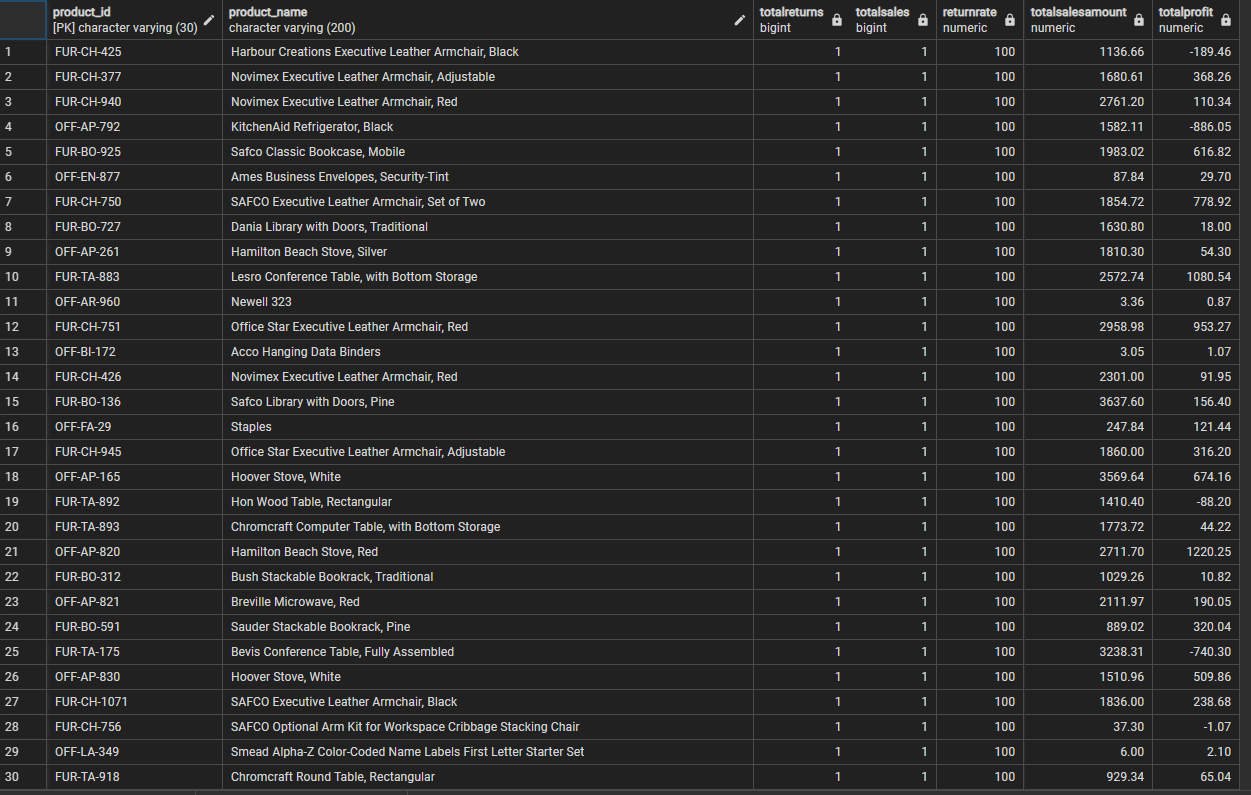 product_id product_name totalreturns totalsales returnrate totalsalesamount totalprofit
[PK] character varying (30) character varying (200) bigint bigint numeric numeric numeric
1 FUR-CH-425 Harbour Creations Executive Leather Armchair, Black 1 1 100 1136.66 -189.46
2 FUR-CH-377 Novimex Executive Leather Armchair, Adjustable 1 1 100 1680.61 368.26
3 FUR-CH-940 Novimex Executive Leather Armchair, Red 1 1 100 2761.20 110.34
4 OFF-AP-792 KitchenAid Refrigerator, Black 1 1 100 1582.11 -886.05
5 FUR-BO-925 Safco Classic Bookcase, Mobile 1 1 100 1983.02 616.82
6 OFF-EN-877 Ames Business Envelopes, Security-Tint 1 1 100 87.84 29.70
7 FUR-CH-750 SAFCO Executive Leather Armchair, Set of Two 1 1 100 1854.72 778.92
8 FUR-BO-727 Dania Library with Doors, Traditional 1 1 100 1630.80 18.00
9 OFF-AP-261 Hamilton Beach Stove, Silver 1 1 100 1810.30 54.30
10 FUR-TA-883 Lesro Conference Table, with Bottom Storage 1 1 100 2572.74 1080.54
11 OFF-AR-960 Newell 323 1 1 100 3.36 0.87
12 FUR-CH-751 Office Star Executive Leather Armchair, Red 1 1 100 2958.98 953.27
13 OFF-BI-172 Acco Hanging Data Binders 1 1 100 3.05 1.07
14 FUR-CH-426 Novimex Executive Leather Armchair, Red 1 1 100 2301.00 91.95
15 FUR-BO-136 Safco Library with Doors, Pine 1 1 100 3637.60 156.40
16 OFF-FA-29 Staples 1 1 100 247.84 121.44
17 FUR-CH-945 Office Star Executive Leather Armchair, Adjustable 1 1 100 1860.00 316.20
18 OFF-AP-165 Hoover Stove, White 1 1 100 3569.64 674.16
19 FUR-TA-892 Hon Wood Table, Rectangular 1 1 100 1410.40 -88.20
20 FUR-TA-893 Chromcraft Computer Table, with Bottom Storage 1 1 100 1773.72 44.22
21 OFF-AP-820 Hamilton Beach Stove, Red 1 1 100 2711.70 1220.25
22 FUR-BO-312 Bush Stackable Bookrack, Traditional 1 1 100 1029.26 10.82
23 OFF-AP-821 Breville Microwave, Red 1 1 100 2111.97 190.05
24 FUR-BO-591 Sauder Stackable Bookrack, Pine 1 1 100 889.02 320.04
25 FUR-TA-175 Bevis Conference Table, Fully Assembled 1 1 100 3238.31 -740.30
26 OFF-AP-830 Hoover Stove, White 1 1 100 1510.96 509.86
27 FUR-CH-1071 SAFCO Executive Leather Armchair, Black 1 1 100 1836.00 238.68
28 FUR-CH-756 SAFCO Optional Arm Kit for Workspace Cribbage Stacking Chair 1 1 100 37.30 -1.07
29 OFF-LA-349 Smead Alpha-Z Color-Coded Name Labels First Letter Starter Set 1 1 100 6.00 2.10
30 FUR-TA-918 Chromcraft Round Table, Rectangular 1 1 100 929.34 65.04